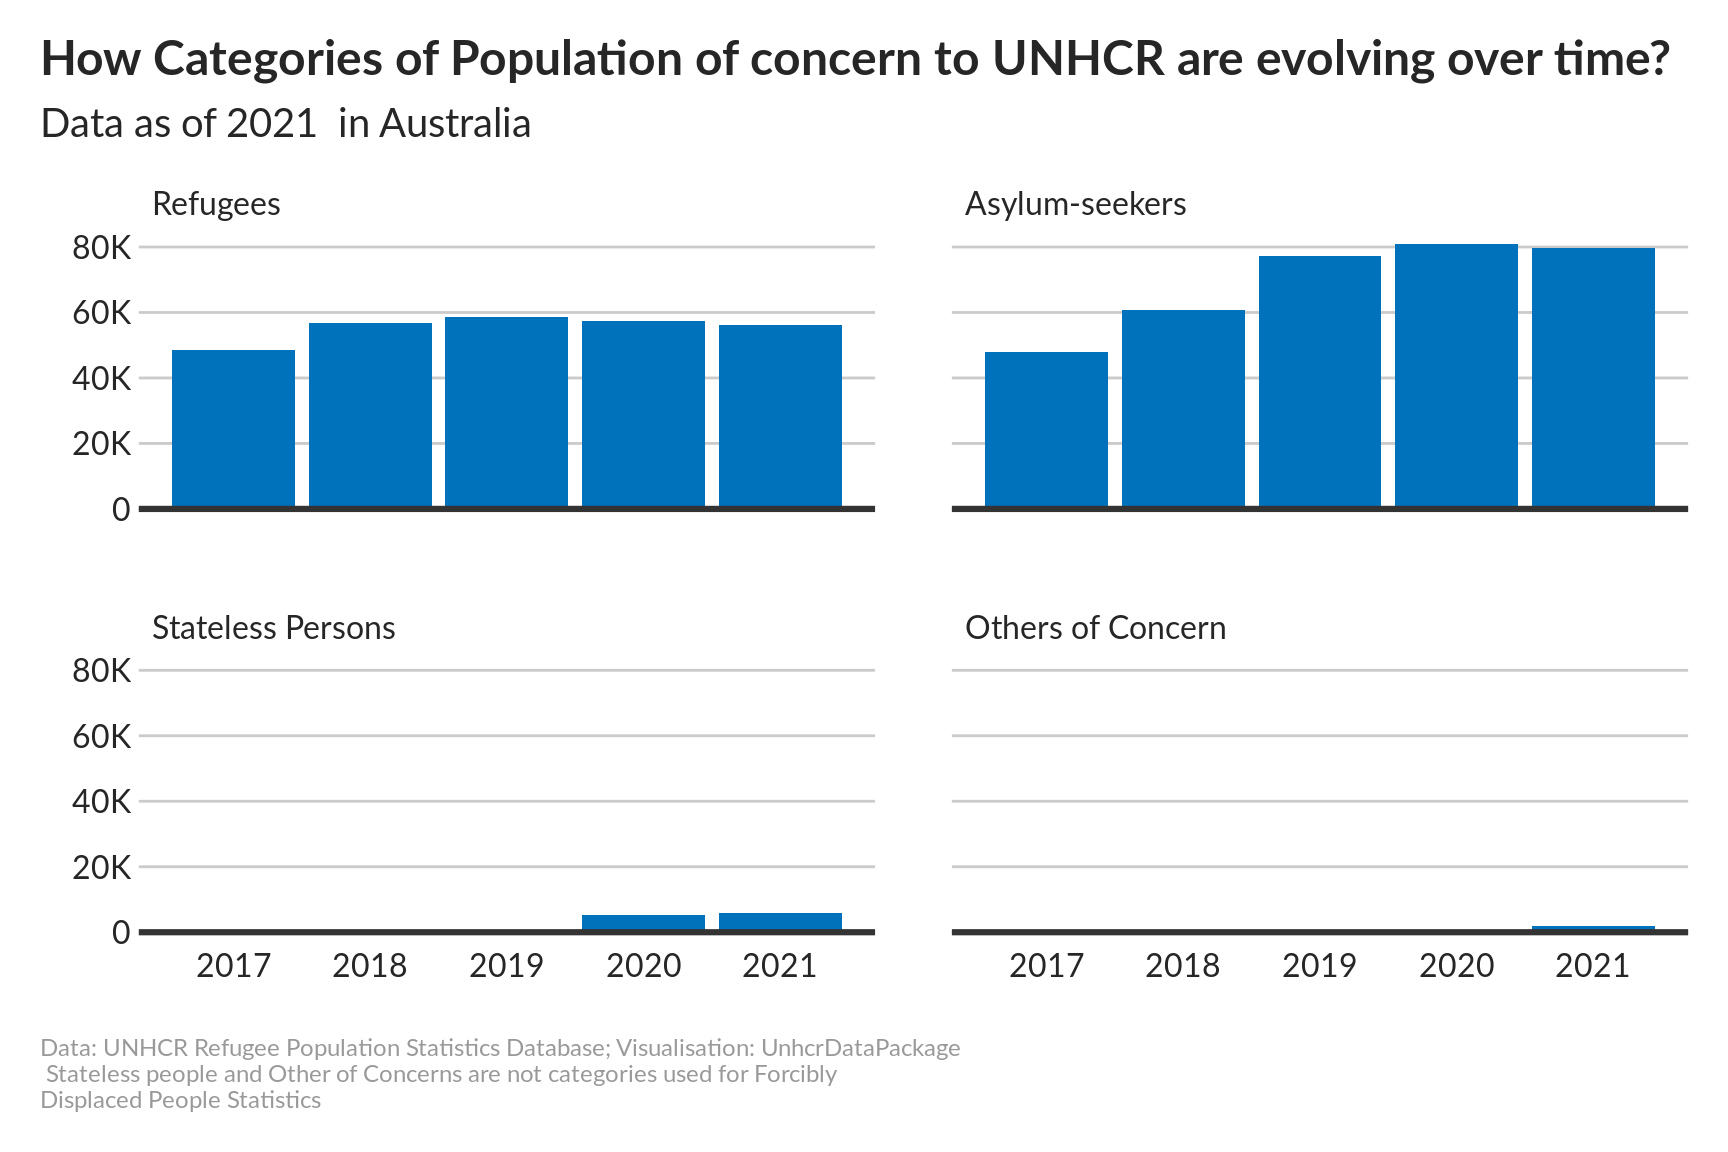 How Categories of Population of concern to UNHCR are evolving over time?
Data as of 2021  in Australia
Refugees
80K
60K
40K
20K
0
Asylum-seekers
Stateless Persons
80K
60K
40K
20K
0
2017 2018 2019 2020 2021
Others of Concern
2017 2018 2019 2020 2021
Data: UNHCR Refugee Population Statistics Database; Visualisation: UnhcrDataPackage
Stateless people and Other of Concerns are not categories used for Forcibly
Displaced People Statistics